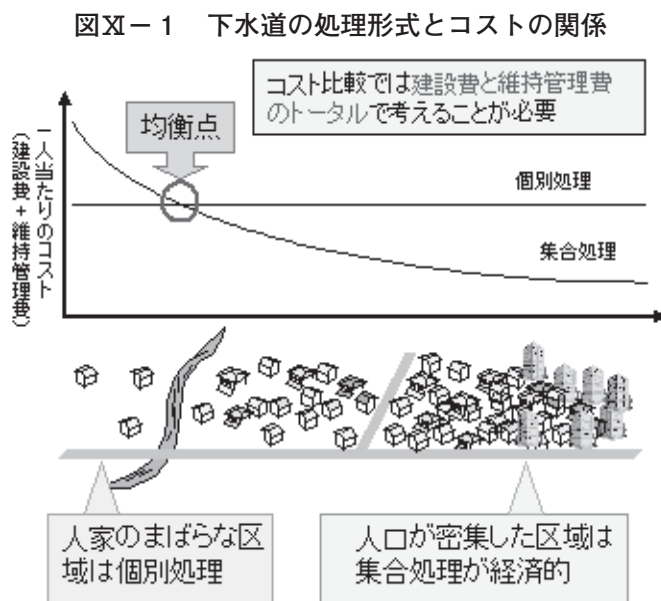 図Ⅺ－1　下水道の処理形式とコストの関係
コスト比較では建設費と維持管理費
のトータルで考えることが必要
均衡点
一人当たりのコスト
（建設費＋維持管理費）
個別処理
集合処理
人家のまばらな区
域は個別処理
人口が密集した区域は
集合処理が経済的